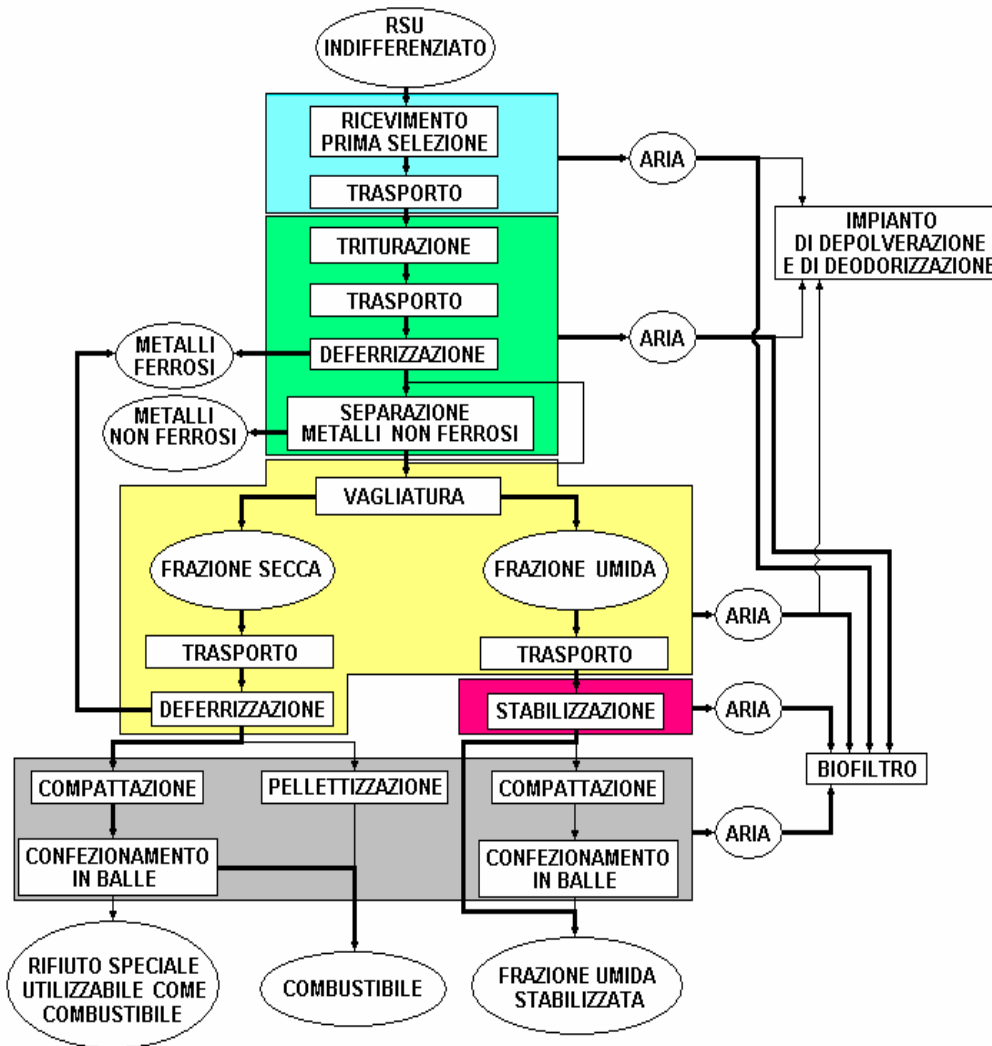 RSU
INDIFFERENZIATO
RICEVIMENTO
PRIMA SELEZIONE
ARIA
TRASPORTO
IMPIANTO
DI DEPOLVERAZIONE
E DI DEODORIZZAZIONE
TRITURAZIONE
TRASPORTO
ARIA
METALLI
FERROSI
DEFERRIZZAZIONE
METALLI
NON FERROSI
SEPARAZIONE
METALLI NON FERROSI
VAGLIATURA
FRAZIONE SECCA
FRAZIONE UMIDA
ARIA
TRASPORTO
TRASPORTO
DEFERRIZZAZIONE
STABILIZZAZIONE
ARIA
BIOFILTRO
COMPATTAZIONE
PELLETTIZZAZIONE
COMPATTAZIONE
ARIA
CONFEZIONAMENTO
IN BALLE
CONFEZIONAMENTO
IN BALLE
RIFIUTO SPECIALE
UTILIZZABILE COME
COMBUSTIBILE
COMBUSTIBILE
FRAZIONE UMIDA
STABILIZZATA